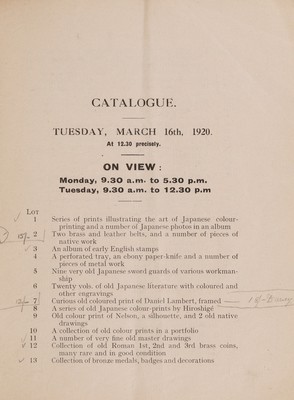 CATALOGUE.
TUESDAY, MARCH 16th, 1920.
At 12.30 precisely.
ON VIEW :
Monday, 9.30 a.m. to 5.30 p.m.
Tuesday, 9.30 a.m. to 12.30 p.m
LOT
1 Series of prints illustrating the art of Japanese colour-
printing and a number of Japanese photos in an album
2 Two brass and leather belts, and a number of pieces of
native work
3 An album of early English stamps
4 A perforated tray, an ebony paper-knife and a number of
pieces of metal work
5 Nine very old Japanese sword guards of various workman-
ship
6 Twenty vols. of old Japanese literature with coloured and
other engravings
7 Curious old coloured print of Daniel Lambert, framed
8 A series of old Japanese colour-prints by Hiroshigé
9 Old colour print of Nelson, a silhouette, and 2 old native
drawings
10 A collection of old colour prints in a portfolio
11 A number of very fine old master drawings
12 Collection of old Roman 1st, 2nd and 3rd brass coins,
many rare and in good condition
13 Collection of bronze medals, badges and decorations